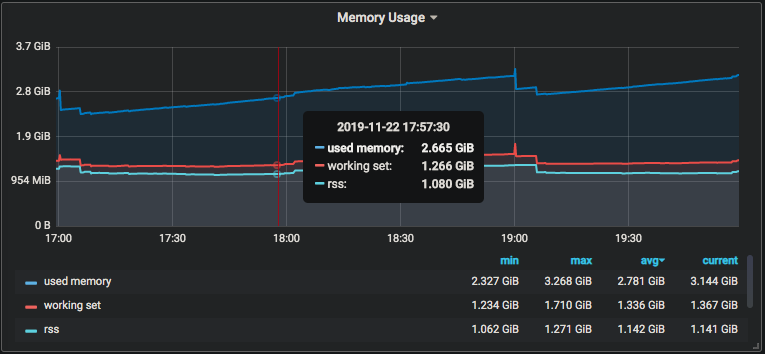 Memory Usage
3.7 GiB
2.8 GiB
1.9 GiB
954 MiB
0 B
17:00 17:30 18:00 18:30 19:00 19:30
2019-11-22 17:57:30
used memory: 2.665 GiB
working set: 1.266 GiB
rss: 1.080 GiB
min max avg current
used memory 2.327 GiB 3.268 GiB 2.781 GiB 3.144 GiB
working set 1.234 GiB 1.710 GiB 1.336 GiB 1.367 GiB
rss 1.062 GiB 1.271 GiB 1.142 GiB 1.141 GiB